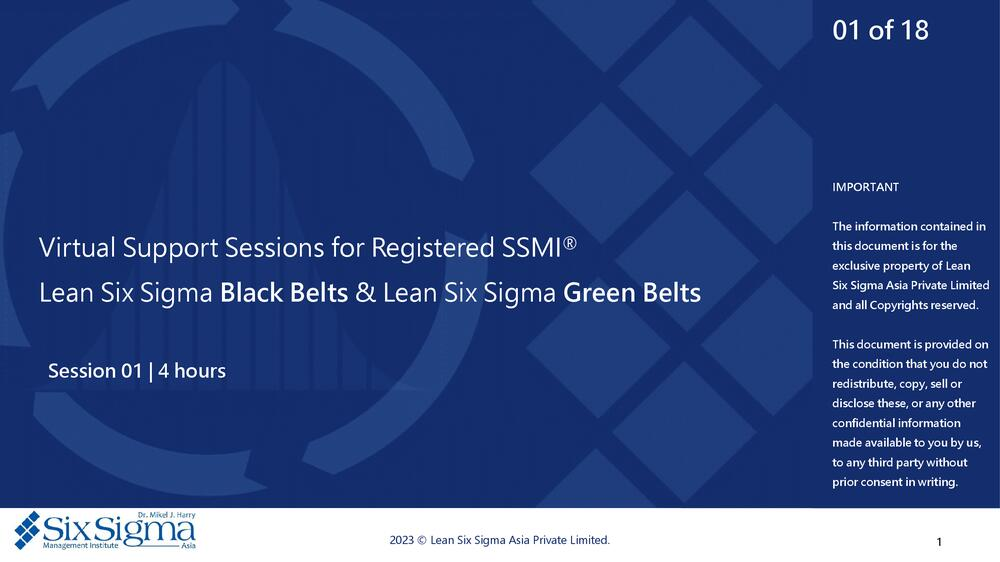 01 of 18
Virtual Support Sessions for Registered SSMI®
Lean Six Sigma Black Belts & Lean Six Sigma Green Belts
Session 01 | 4 hours
IMPORTANT
The information contained in
this document is for the
exclusive property of Lean
Six Sigma Asia Private Limited
and all Copyrights reserved.
This document is provided on
the condition that you do not
redistribute, copy, sell or
disclose these, or any other
confidential information
made available to you by us,
to any third party without
prior consent in writing.
Dr. Mikel J. Harry
Six Sigma
Management Institute Asia
2023 © Lean Six Sigma Asia Private Limited.
1